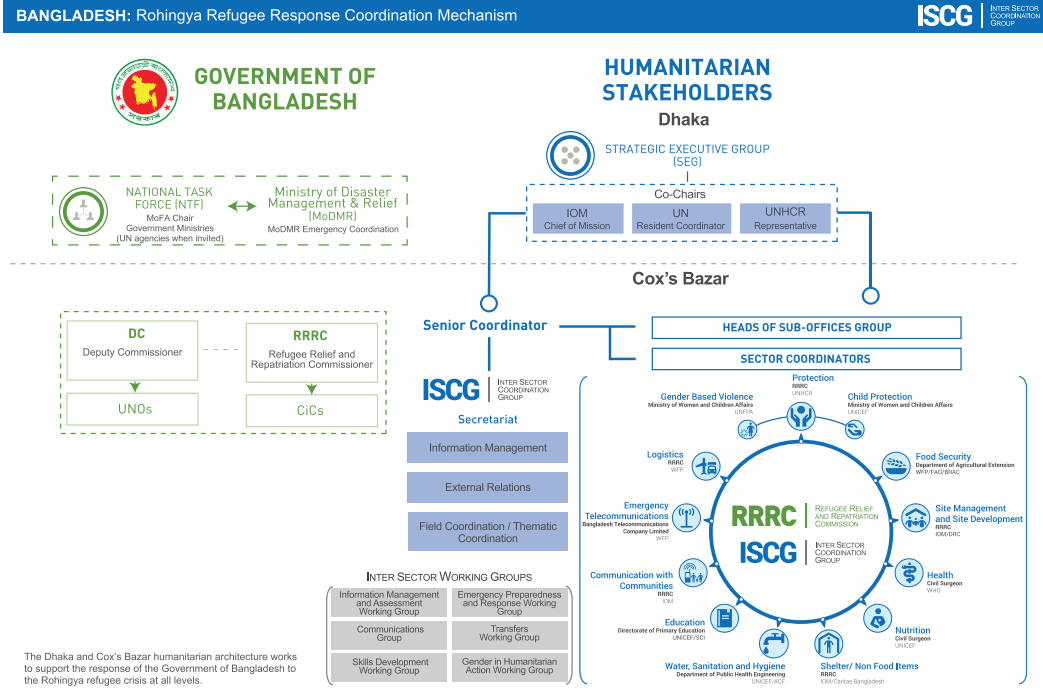 BANGLADESH: Rohingya Refugee Response Coordination Mechanism
ISCG
INTER SECTOR
COORDINATION
GROUP
GOVERNMENT OF
BANGLADESH
HUMANITARIAN
STAKEHOLDERS
Dhaka
STRATEGIC EXECUTIVE GROUP
(SEG)
NATIONAL TASK
FORCE (NTF)
MoFA Chair
Government Ministries
(UN agencies when invited)
Ministry of Disaster
Management & Relief
(MoDMR)
MoDMR Emergency Coordination
Co-Chairs
IOM
Chief of Mission
UN
Resident Coordinator
UNHCR
Representative
Cox's Bazar
DC
Deputy Commissioner
UNOs
RRRC
Refugee Relief and
Repatriation Commissioner
CiCs
Senior Coordinator
HEADS OF SUB-OFFICES GROUP
SECTOR COORDINATORS
ISCG
INTER SECTOR
COORDINATION
GROUP
Secretariat
Information Management
External Relations
Field Coordination / Thematic
Coordination
Protection
RRRC
UNHCR
Gender Based Violence
Ministry of Women and Children Affairs
UNFPA
Child Protection
Ministry of Women and Children Affairs
UNICEF
Logistics
RRRC
WFP
Food Security
Department of Agricultural Extension
WFP/FAO/BRAC
Emergency
Telecommunications
Bangladesh Telecommunications
Company Limited
WFP
Site Management
and Site Development
RRRC
IOM/DRC
RRRC
REFUGEE RELIEF
AND REPATRIATION
COMMISSION
ISCG
INTER SECTOR
COORDINATION
GROUP
Communication with
Communities
RRRC
IOM
Health
Civil Surgeon
WHO
Education
Directorate of Primary Education
UNICEF/SCI
Nutrition
Civil Surgeon
UNICEF
Water, Sanitation and Hygiene
Department of Public Health Engineering
UNICEF/ACF
Shelter/ Non Food Items
RRRC
IOM/Caritas Bangladesh
INTER SECTOR WORKING GROUPS
Information Management
and Assessment
Working Group
Emergency Preparedness
and Response Working
Group
Communications
Group
Transfers
Working Group
Skills Development
Working Group
Gender in Humanitarian
Action Working Group
The Dhaka and Cox's Bazar humanitarian architecture works
to support the response of the Government of Bangladesh to
the Rohingya refugee crisis at all levels.